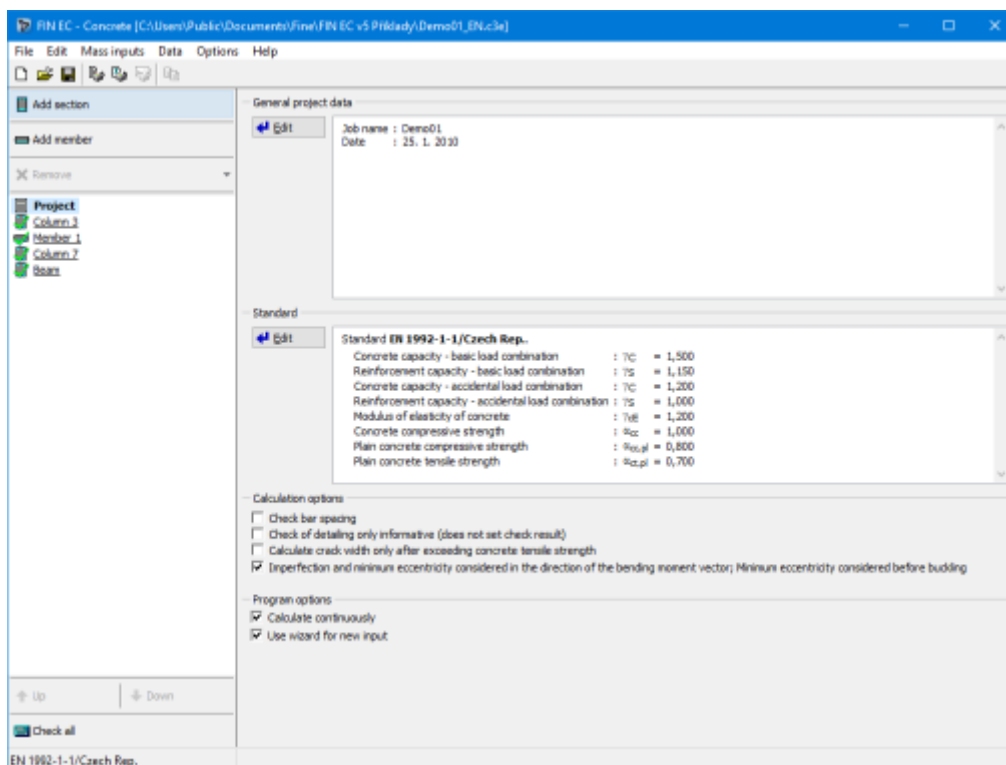 FIN EC - Concrete [C:\Users\Public\Documents\Fine\FIN EC v5 Příklady\Demo01_EN.c3e]
File Edit Mass inputs Data Options Help
Add section
Add member
Remove
Project
Column 3
Member 1
Column 7
Beam
Up Down
Check all
EN 1992-1-1/Czech Rep.
General project data
Edit
Job name : Demo01
Date : 25. 1. 2010
Standard
Edit
Standard EN 1992-1-1/Czech Rep..
Concrete capacity - basic load combination : γC = 1,500
Reinforcement capacity - basic load combination : γS = 1,150
Concrete capacity - accidental load combination : γC = 1,200
Reinforcement capacity - accidental load combination : γS = 1,000
Modulus of elasticity of concrete : γcE = 1,200
Concrete compressive strength : αcc = 1,000
Plain concrete compressive strength : αcc,pl = 0,800
Plain concrete tensile strength : αct,pl = 0,700
Calculation options
Check bar spacing
Check of detailing only informative (does not set check result)
Calculate crack width only after exceeding concrete tensile strength
Imperfection and minimum eccentricity considered in the direction of the bending moment vector; Minimum eccentricity considered before buckling
Program options
Calculate continuously
Use wizard for new input